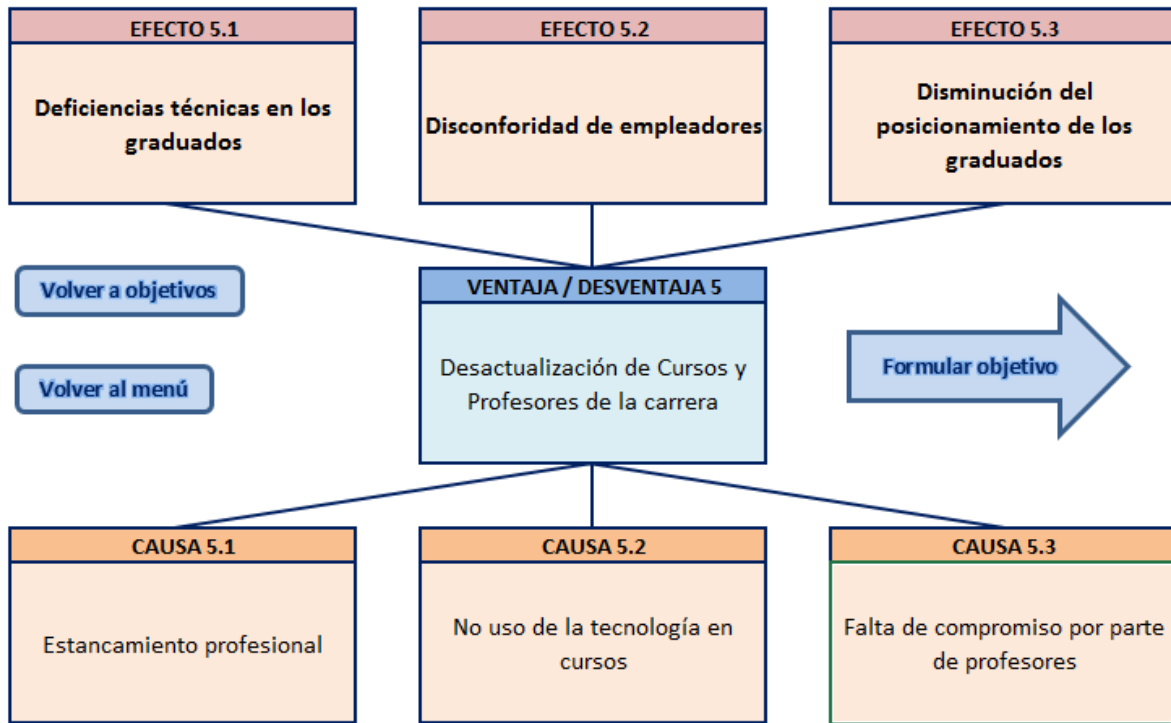 EFECTO 5.1
Deficiencias técnicas en los
graduados
EFECTO 5.2
Disconforidad de empleadores
EFECTO 5.3
Disminución del
posicionamiento de los
graduados
Volver a objetivos
Volver al menú
VENTAJA / DESVENTAJA 5
Desactualización de Cursos y
Profesores de la carrera
Formular objetivo
CAUSA 5.1
Estancamiento profesional
CAUSA 5.2
No uso de la tecnología en
cursos
CAUSA 5.3
Falta de compromiso por parte
de profesores